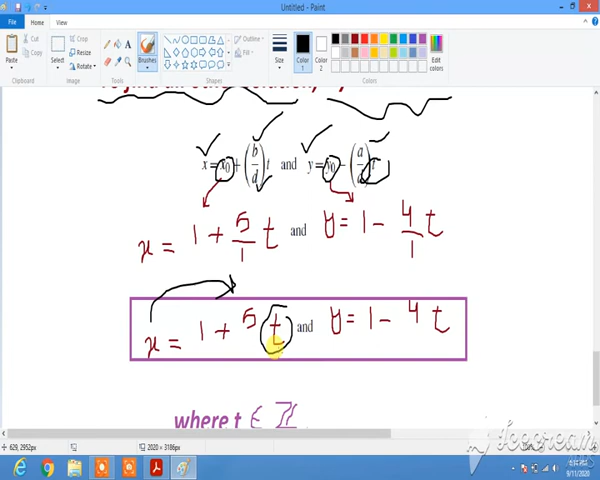 Untitled - Paint
File Home View
Paste Cut Copy Select Crop Resize Rotate Brushes Outline Fill Size Color 1 Color 2 Edit colors
Clipboard Image Tools Shapes Colors
x = x0 + (b/d)t and y = y0 − (a/d)t
x = 1 + 5/1 t and y = 1 − 4/1 t
x = 1 + 5 t and y = 1 − 4 t
where t ∈ ℤ
629, 2952px 2020 × 3186px
Icecream
9/11/2020